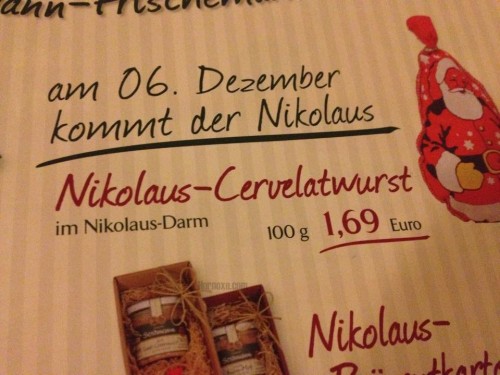 am 06. Dezember
kommt der Nikolaus
Nikolaus-Cervelatwurst
im Nikolaus-Darm
100 g 1,69 Euro
Nikolaus-